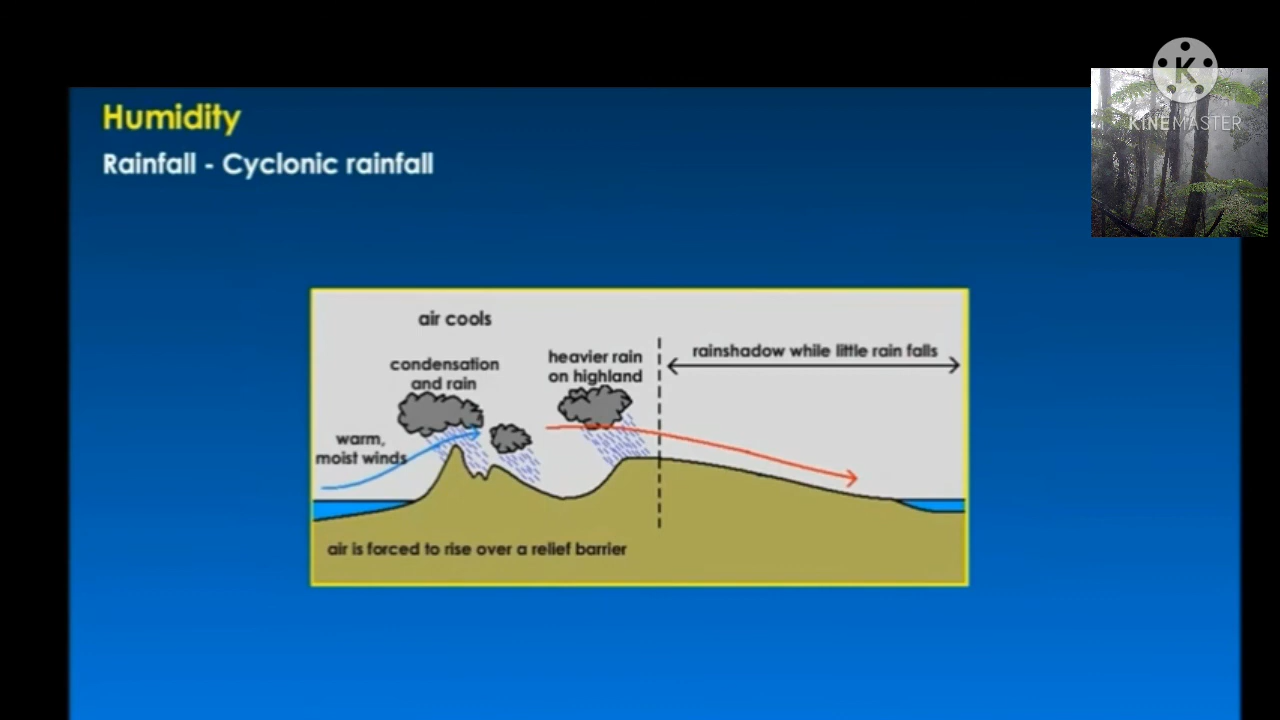 Humidity
Rainfall - Cyclonic rainfall
K
KINEMASTER
air cools
condensation
and rain
heavier rain
on highland
rainshadow while little rain falls
warm,
moist winds
air is forced to rise over a relief barrier